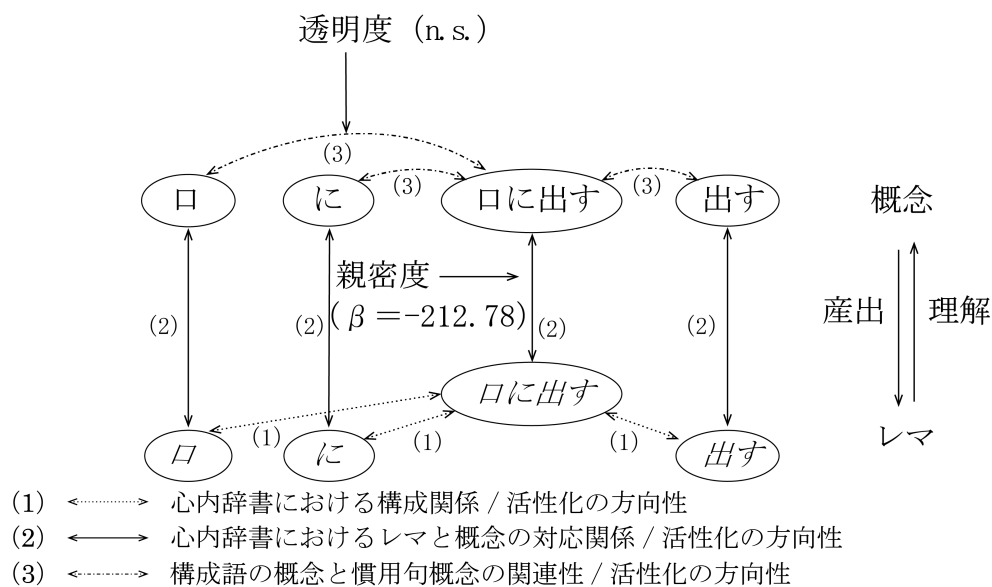 透明度 (n.s.)
(3)
(3)
(3)
口
に
口に出す
出す
概念
親密度
(β=-212.78)
(2)
(2)
(2)
(2)
産出
理解
口に出す
(1)
(1)
(1)
口
に
出す
レマ
(1) 心内辞書における構成関係/活性化の方向性
(2) 心内辞書におけるレマと概念の対応関係/活性化の方向性
(3) 構成語の概念と慣用句概念の関連性/活性化の方向性